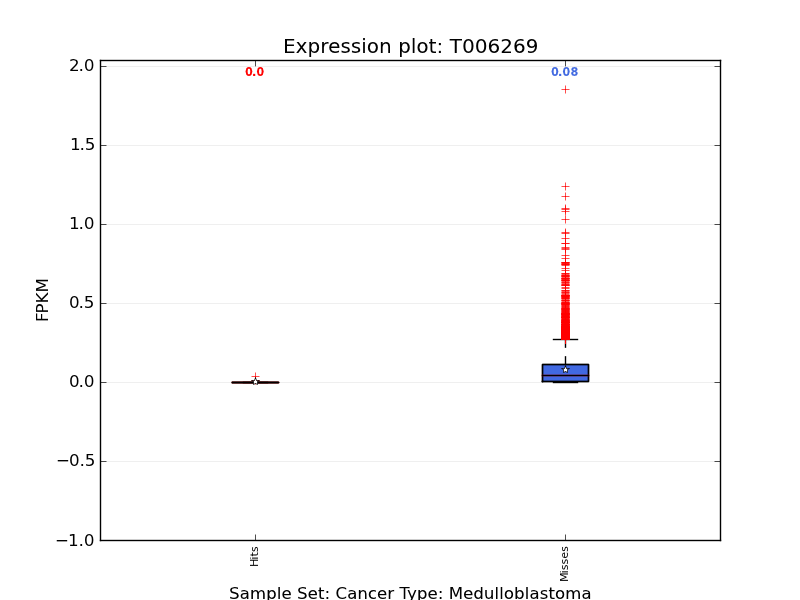 Expression plot: T006269
0.0
0.08
2.0
1.5
1.0
0.5
0.0
−0.5
−1.0
FPKM
Hits
Misses
Sample Set: Cancer Type: Medulloblastoma